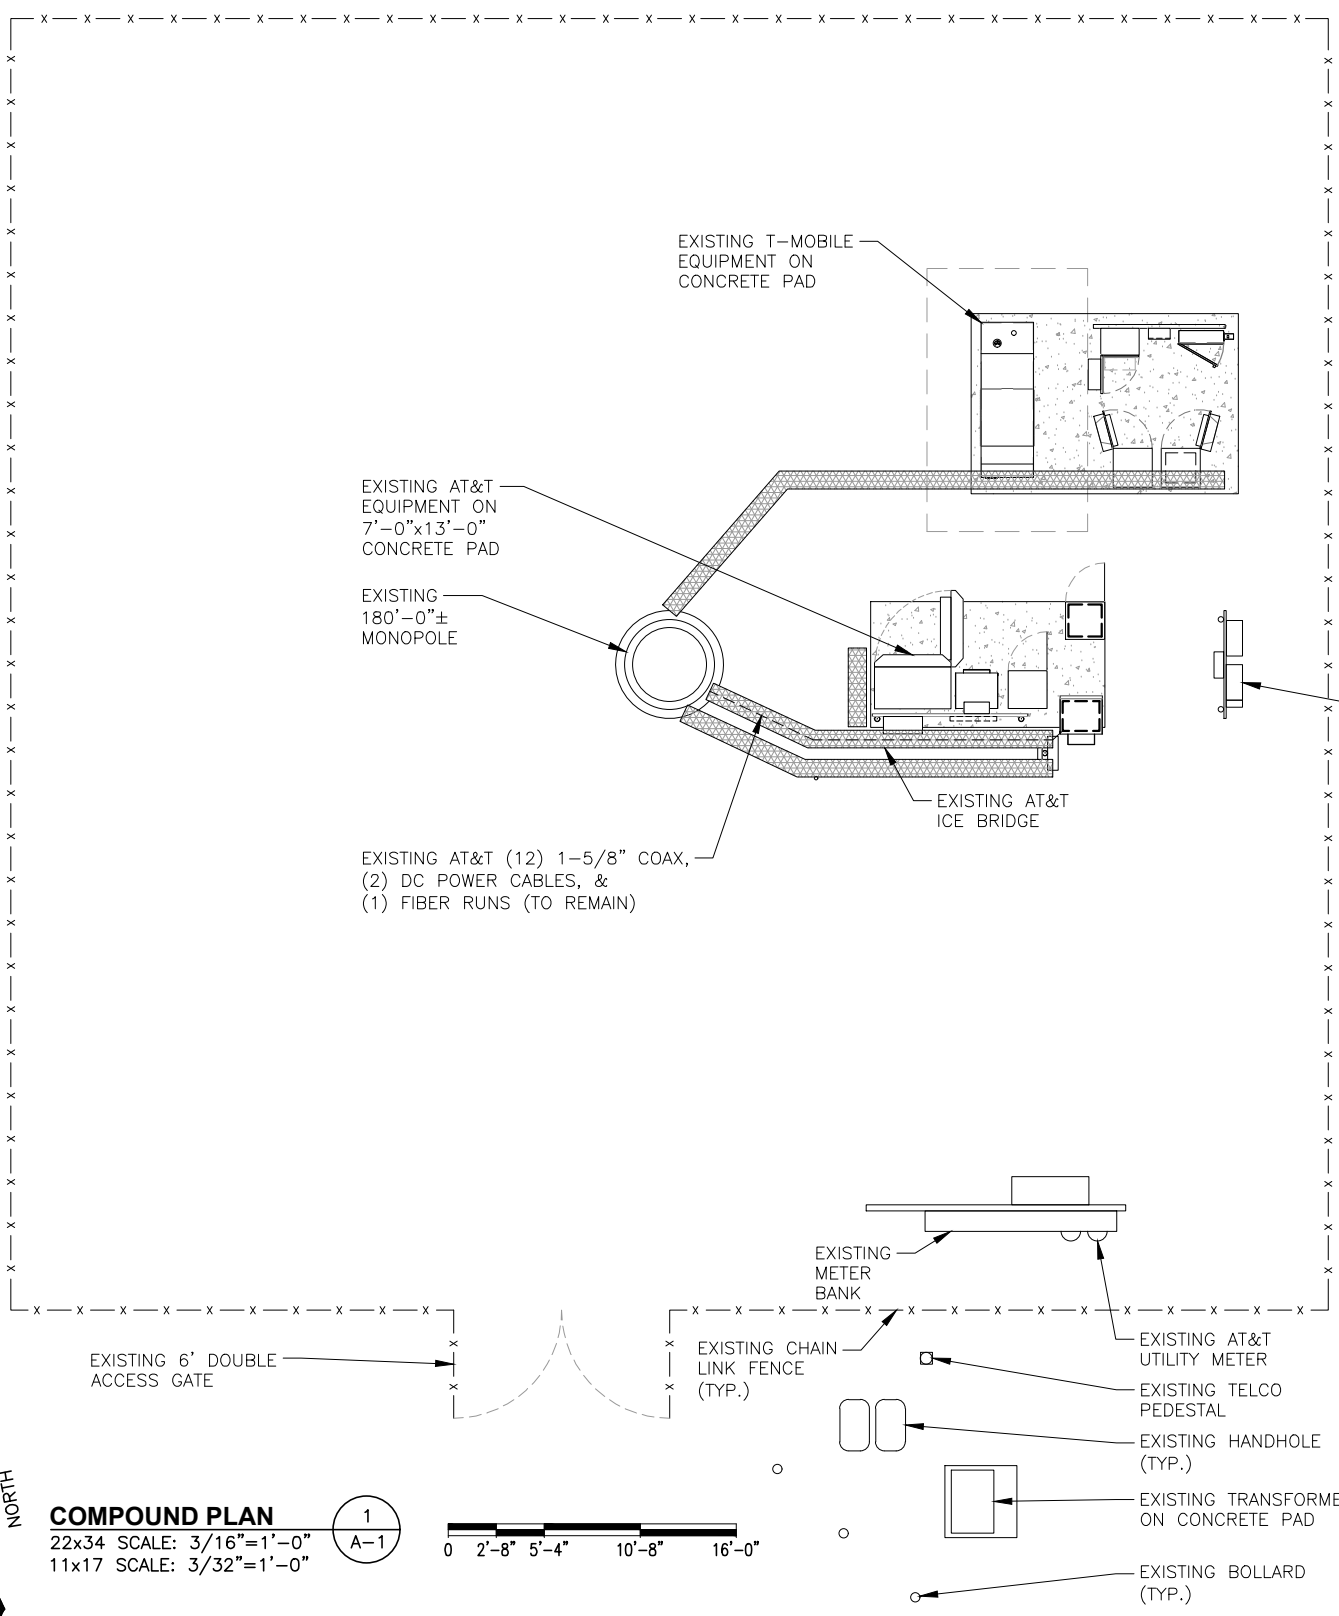 EXISTING T-MOBILE
EQUIPMENT ON
CONCRETE PAD
EXISTING AT&T
EQUIPMENT ON
7'-0"x13'-0"
CONCRETE PAD
EXISTING
180'-0"±
MONOPOLE
EXISTING AT&T
ICE BRIDGE
EXISTING AT&T (12) 1-5/8" COAX,
(2) DC POWER CABLES, &
(1) FIBER RUNS (TO REMAIN)
EXISTING
METER
BANK
EXISTING 6' DOUBLE
ACCESS GATE
EXISTING CHAIN
LINK FENCE
(TYP.)
EXISTING AT&T
UTILITY METER
EXISTING TELCO
PEDESTAL
EXISTING HANDHOLE
(TYP.)
EXISTING TRANSFORME
ON CONCRETE PAD
EXISTING BOLLARD
(TYP.)
NORTH
COMPOUND PLAN
22x34 SCALE: 3/16"=1'-0"
11x17 SCALE: 3/32"=1'-0"
1
A-1
0 2'-8" 5'-4" 10'-8" 16'-0"